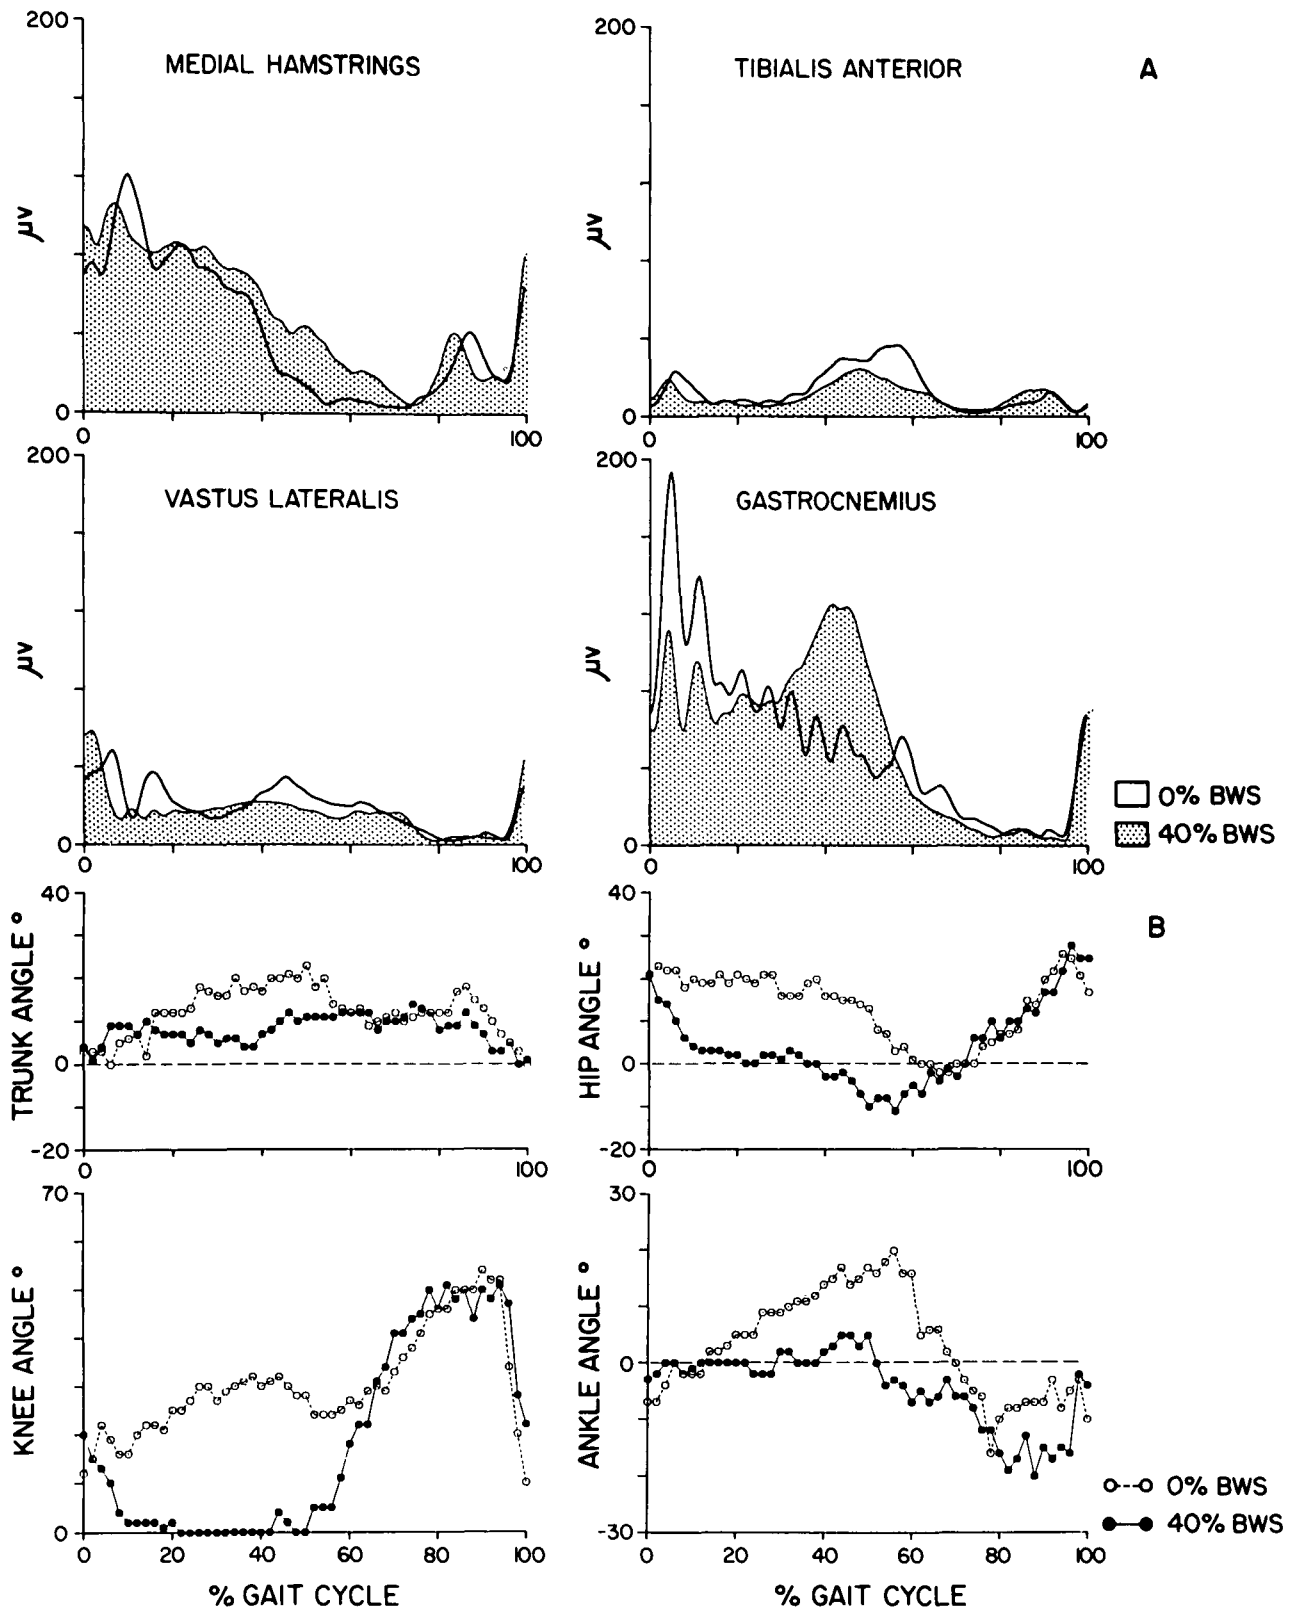 200
MEDIAL HAMSTRINGS
μv
0
0
100
200
TIBIALIS ANTERIOR
A
μv
0
0
100
200
VASTUS LATERALIS
μv
0
0
100
200
GASTROCNEMIUS
μv
0
0
100
0% BWS
40% BWS
40
20
0
-20
TRUNK ANGLE °
0
100
40
20
0
-20
HIP ANGLE °
0
100
B
70
0
KNEE ANGLE °
0 20 40 60 80 100
% GAIT CYCLE
30
0
-30
ANKLE ANGLE °
0 20 40 60 80 100
% GAIT CYCLE
0% BWS
40% BWS